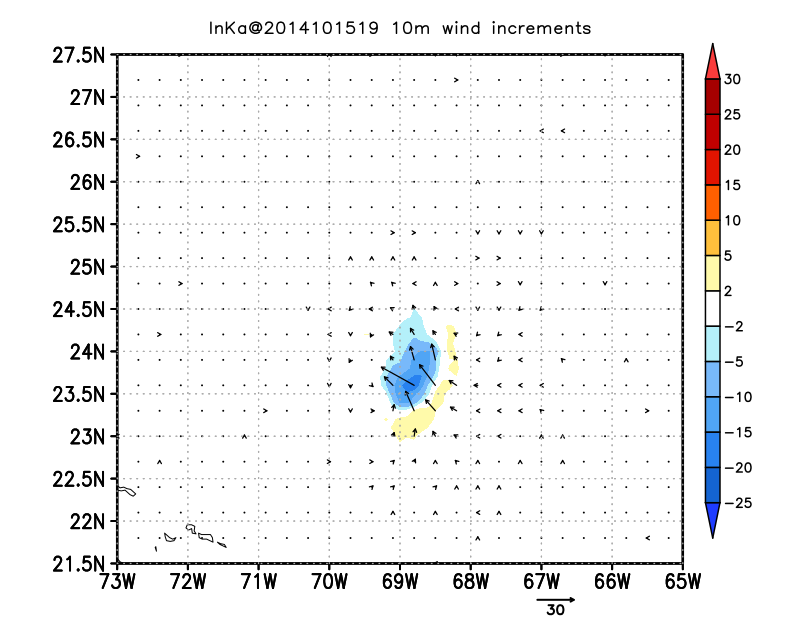 InKa@2014101519 10m wind increments
27.5N
27N
26.5N
26N
25.5N
25N
24.5N
24N
23.5N
23N
22.5N
22N
21.5N
73W 72W 71W 70W 69W 68W 67W 66W 65W
30
30
25
20
15
10
5
2
−2
−5
−10
−15
−20
−25